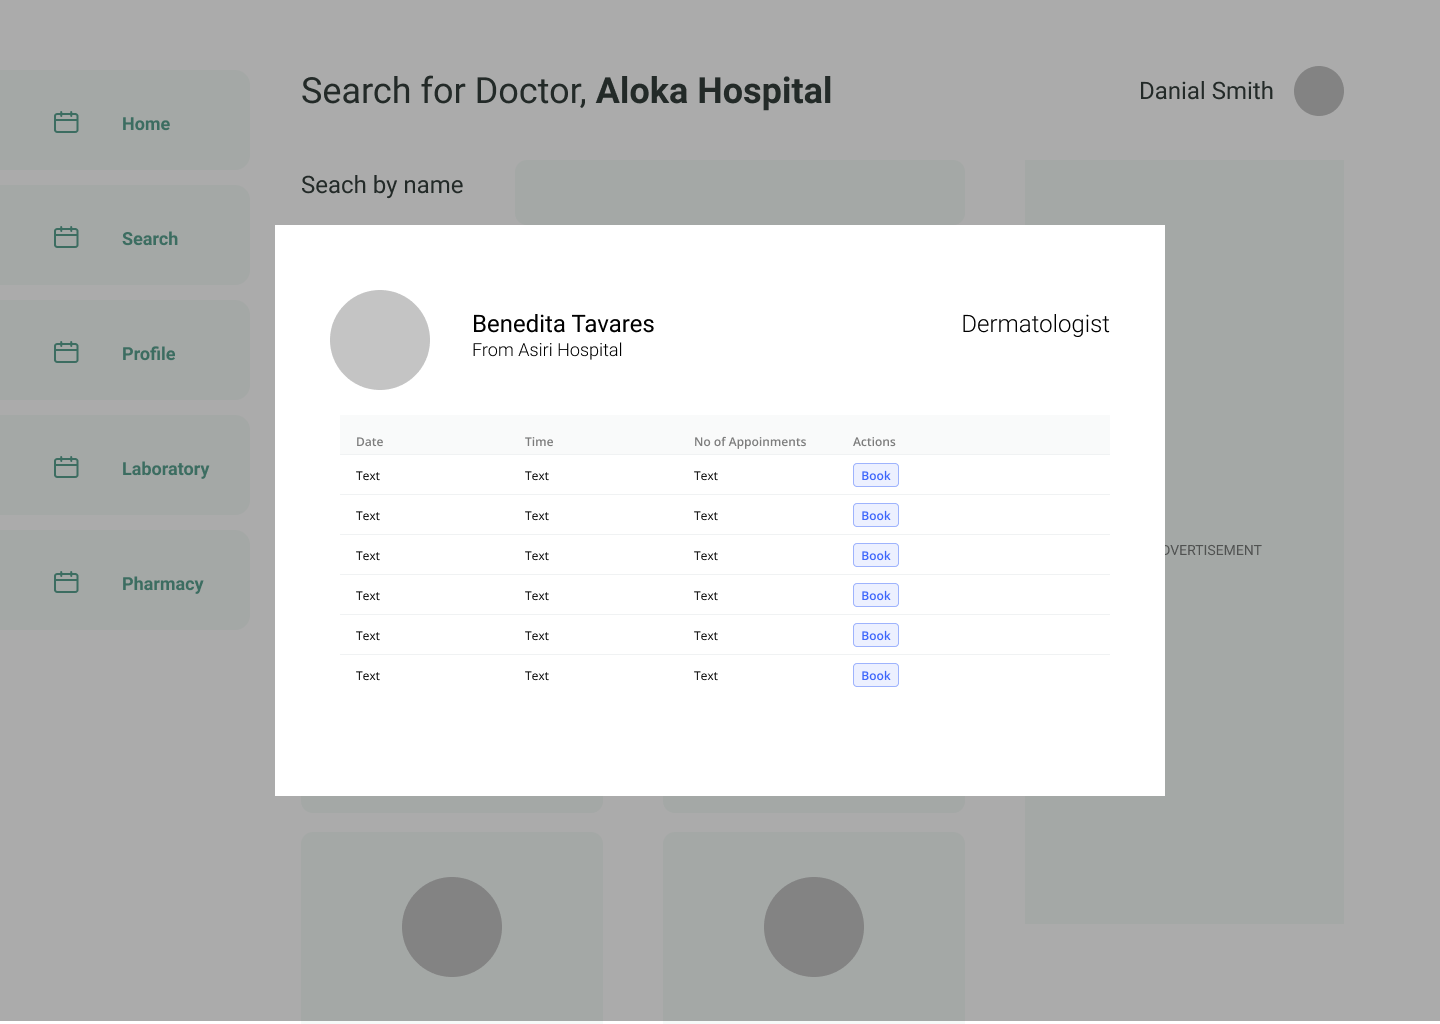 Search for Doctor, Aloka Hospital
Danial Smith
Home
Search
Profile
Laboratory
Pharmacy
Seach by name
Benedita Tavares
From Asiri Hospital
Dermatologist
Date Time No of Appoinments Actions
Text Text Text Book
Text Text Text Book
Text Text Text Book
Text Text Text Book
Text Text Text Book
Text Text Text Book
DVERTISEMENT